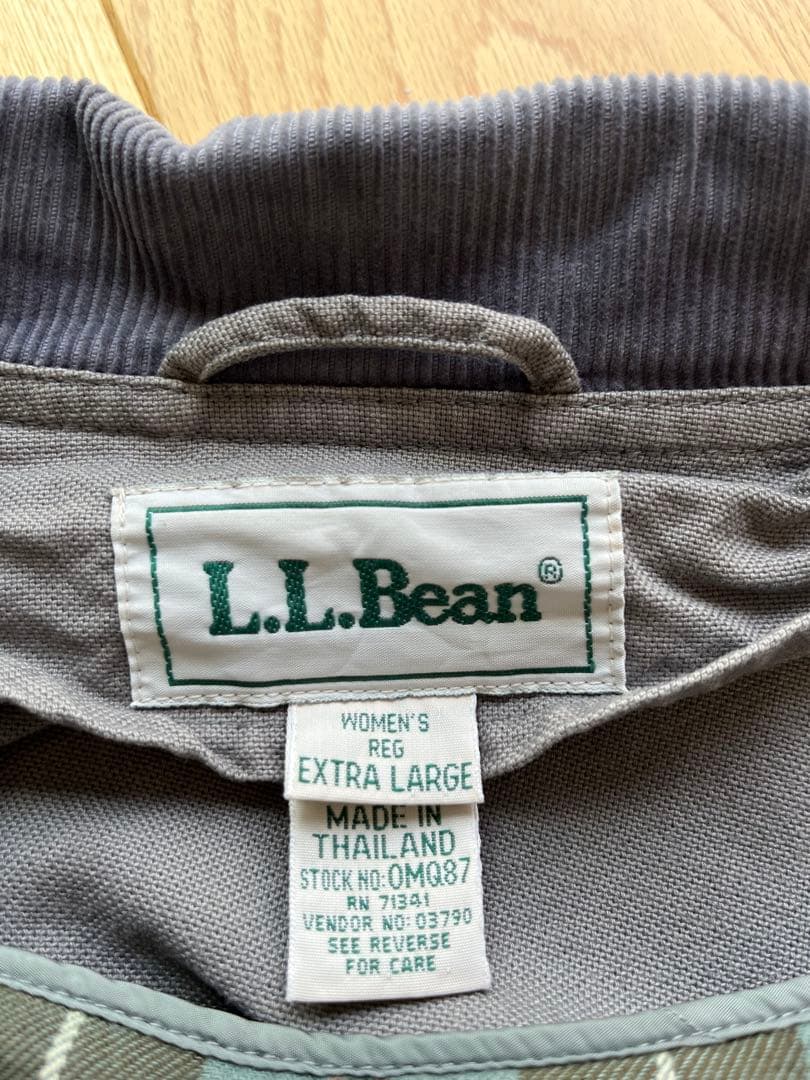 L.L.Bean®
WOMEN'S
REG
EXTRA LARGE
MADE IN
THAILAND
STOCK NO: 0MQ87
RN 71341
VENDOR NO: 03790
SEE REVERSE
FOR CARE